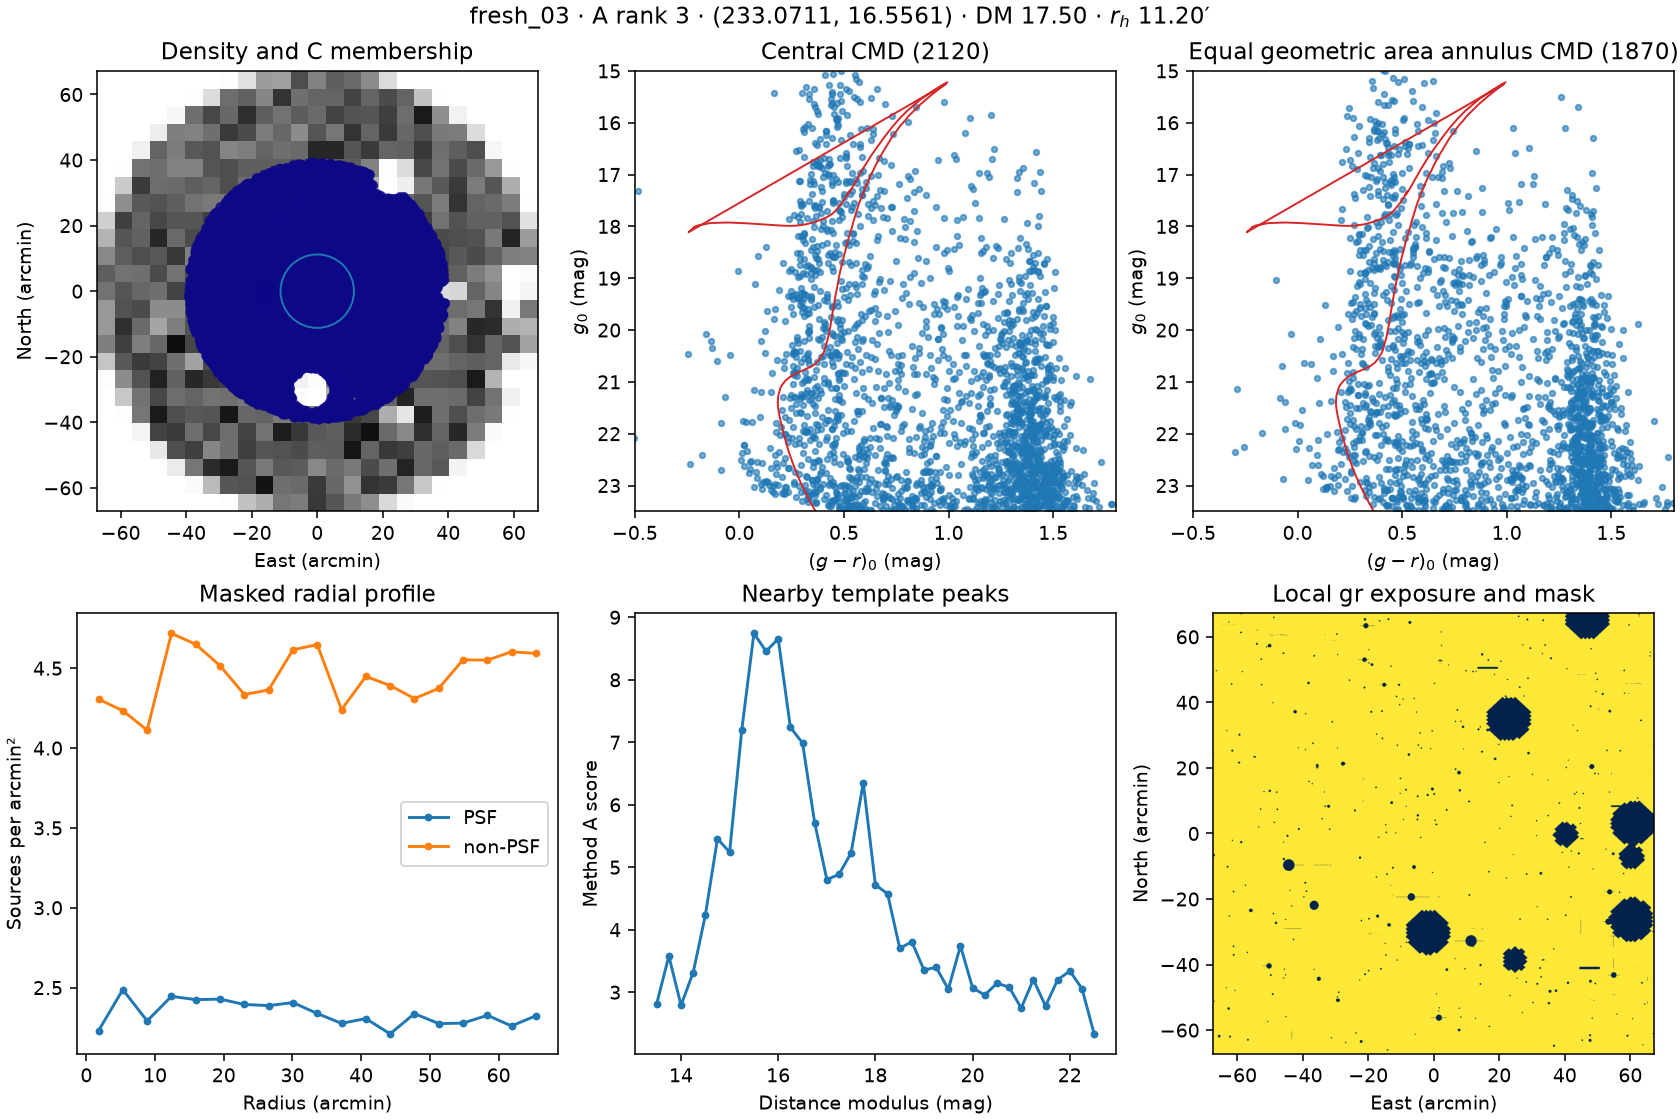 fresh_03 · A rank 3 · (233.0711, 16.5561) · DM 17.50 · r_h 11.20′
Density and C membership
60
40
20
0
−20
−40
−60
North (arcmin)
−60 −40 −20 0 20 40 60
East (arcmin)
Central CMD (2120)
15
16
17
18
19
20
21
22
23
g₀ (mag)
−0.5 0.0 0.5 1.0 1.5
(g − r)₀ (mag)
Equal geometric area annulus CMD (1870)
15
16
17
18
19
20
21
22
23
g₀ (mag)
−0.5 0.0 0.5 1.0 1.5
(g − r)₀ (mag)
Masked radial profile
4.5
4.0
3.5
3.0
2.5
Sources per arcmin²
PSF
non-PSF
0 10 20 30 40 50 60
Radius (arcmin)
Nearby template peaks
9
8
7
6
5
4
3
Method A score
14 16 18 20 22
Distance modulus (mag)
Local gr exposure and mask
60
40
20
0
−20
−40
−60
North (arcmin)
−60 −40 −20 0 20 40 60
East (arcmin)